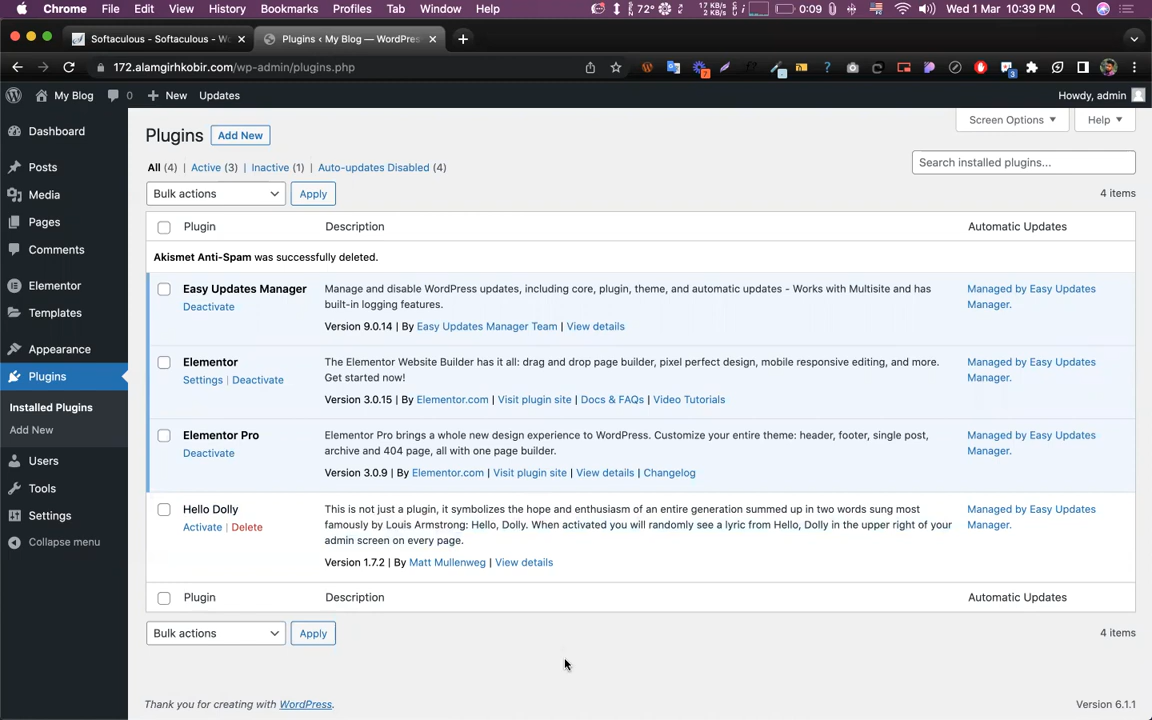 Chrome File Edit View History Bookmarks Profiles Tab Window Help 72° 17 KB/s 2 KB/s 0:09 Wed 1 Mar 10:39 PM
Softaculous - Softaculous - W
Plugins ‹ My Blog — WordPres
172.alamgirhkobir.com/wp-admin/plugins.php
7
3
My Blog 0 New Updates Howdy, admin
Screen Options Help
Dashboard
Posts
Media
Pages
Comments
Elementor
Templates
Appearance
Plugins
Installed Plugins
Add New
Users
Tools
Settings
Collapse menu
Plugins Add New
All (4) | Active (3) | Inactive (1) | Auto-updates Disabled (4)
Search installed plugins...
Bulk actions Apply 4 items
Plugin Description Automatic Updates
Akismet Anti-Spam was successfully deleted.
Easy Updates Manager
Deactivate
Manage and disable WordPress updates, including core, plugin, theme, and automatic updates - Works with Multisite and has
built-in logging features.
Version 9.0.14 | By Easy Updates Manager Team | View details
Managed by Easy Updates
Manager.
Elementor
Settings | Deactivate
The Elementor Website Builder has it all: drag and drop page builder, pixel perfect design, mobile responsive editing, and more.
Get started now!
Version 3.0.15 | By Elementor.com | Visit plugin site | Docs & FAQs | Video Tutorials
Managed by Easy Updates
Manager.
Elementor Pro
Deactivate
Elementor Pro brings a whole new design experience to WordPress. Customize your entire theme: header, footer, single post,
archive and 404 page, all with one page builder.
Version 3.0.9 | By Elementor.com | Visit plugin site | View details | Changelog
Managed by Easy Updates
Manager.
Hello Dolly
Activate | Delete
This is not just a plugin, it symbolizes the hope and enthusiasm of an entire generation summed up in two words sung most
famously by Louis Armstrong: Hello, Dolly. When activated you will randomly see a lyric from Hello, Dolly in the upper right of your
admin screen on every page.
Version 1.7.2 | By Matt Mullenweg | View details
Managed by Easy Updates
Manager.
Plugin Description Automatic Updates
Bulk actions Apply 4 items
Thank you for creating with WordPress. Version 6.1.1